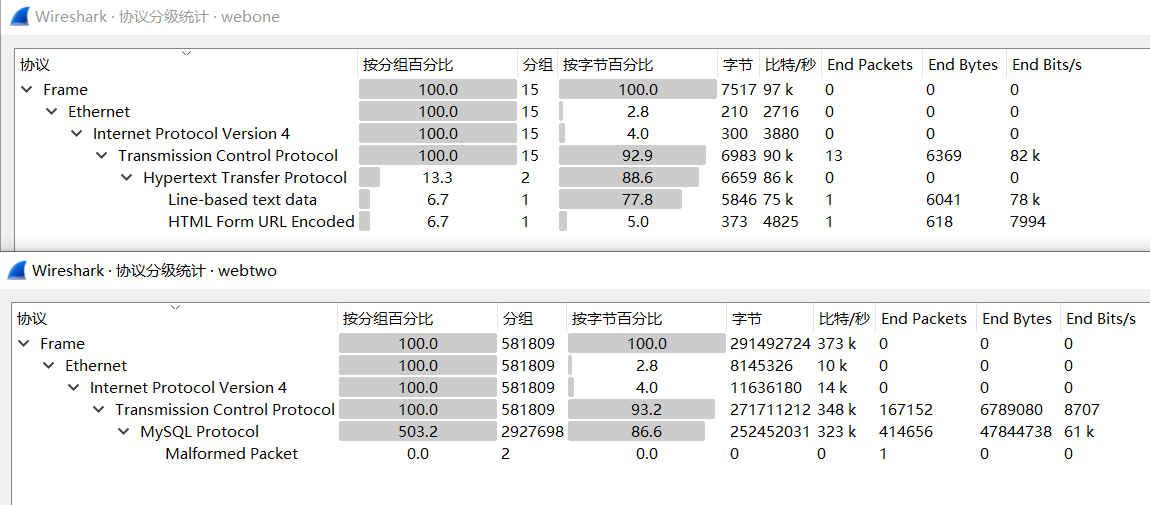 Wireshark · 协议分级统计 · webone
协议 按分组百分比 分组 按字节百分比 字节 比特/秒 End Packets End Bytes End Bits/s
Frame 100.0 15 100.0 7517 97 k 0 0 0
Ethernet 100.0 15 2.8 210 2716 0 0 0
Internet Protocol Version 4 100.0 15 4.0 300 3880 0 0 0
Transmission Control Protocol 100.0 15 92.9 6983 90 k 13 6369 82 k
Hypertext Transfer Protocol 13.3 2 88.6 6659 86 k 0 0 0
Line-based text data 6.7 1 77.8 5846 75 k 1 6041 78 k
HTML Form URL Encoded 6.7 1 5.0 373 4825 1 618 7994
Wireshark · 协议分级统计 · webtwo
协议 按分组百分比 分组 按字节百分比 字节 比特/秒 End Packets End Bytes End Bits/s
Frame 100.0 581809 100.0 291492724 373 k 0 0 0
Ethernet 100.0 581809 2.8 8145326 10 k 0 0 0
Internet Protocol Version 4 100.0 581809 4.0 11636180 14 k 0 0 0
Transmission Control Protocol 100.0 581809 93.2 271711212 348 k 167152 6789080 8707
MySQL Protocol 503.2 2927698 86.6 252452031 323 k 414656 47844738 61 k
Malformed Packet 0.0 2 0.0 0 0 1 0 0